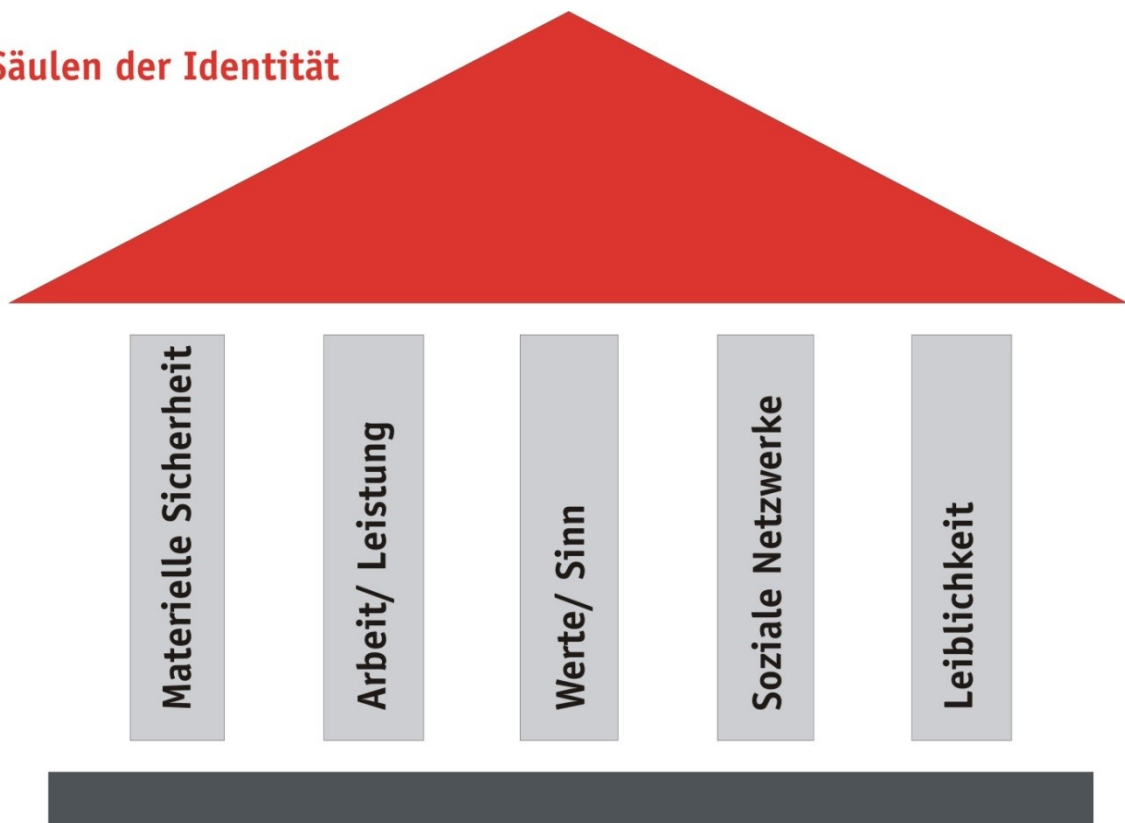 Säulen der Identität
Materielle Sicherheit
Arbeit/ Leistung
Werte/ Sinn
Soziale Netzwerke
Leiblichkeit